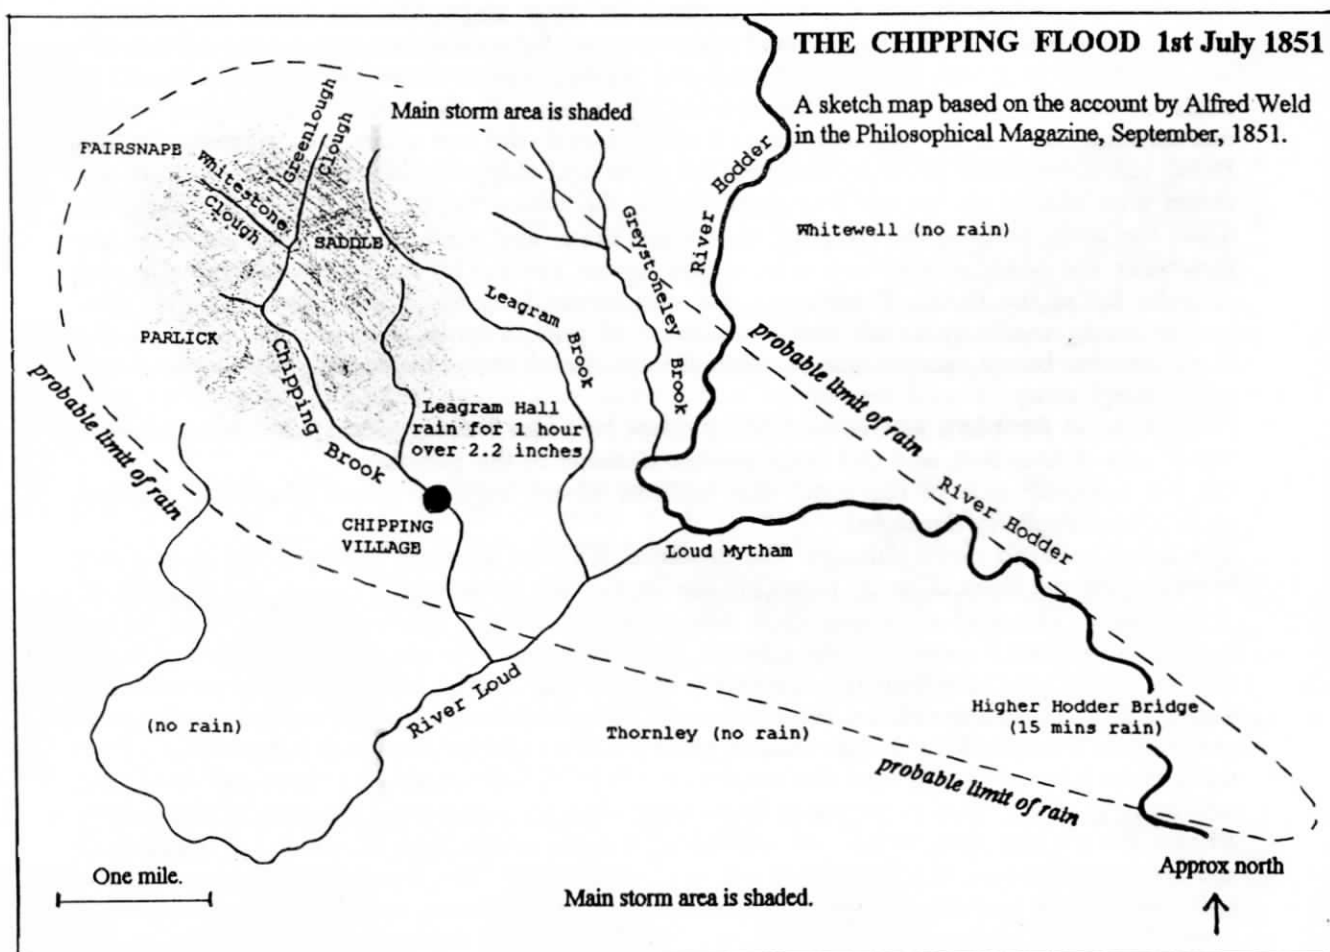 THE CHIPPING FLOOD 1st July 1851
A sketch map based on the account by Alfred Weld
in the Philosophical Magazine, September, 1851.
Main storm area is shaded
FAIRSNAPE
Whitestone
Clough
Greenlough
Clough
SADDLE
PARLICK
Chipping
Brook
Leagram
Brook
Greystoneley
Brook
River Hodder
Whitewell (no rain)
probable limit of rain
probable limit of rain
Leagram Hall
rain for 1 hour
over 2.2 inches
CHIPPING
VILLAGE
Loud Mytham
River Hodder
River Loud
(no rain)
Thornley (no rain)
Higher Hodder Bridge
(15 mins rain)
probable limit of rain
One mile.
Main storm area is shaded.
Approx north